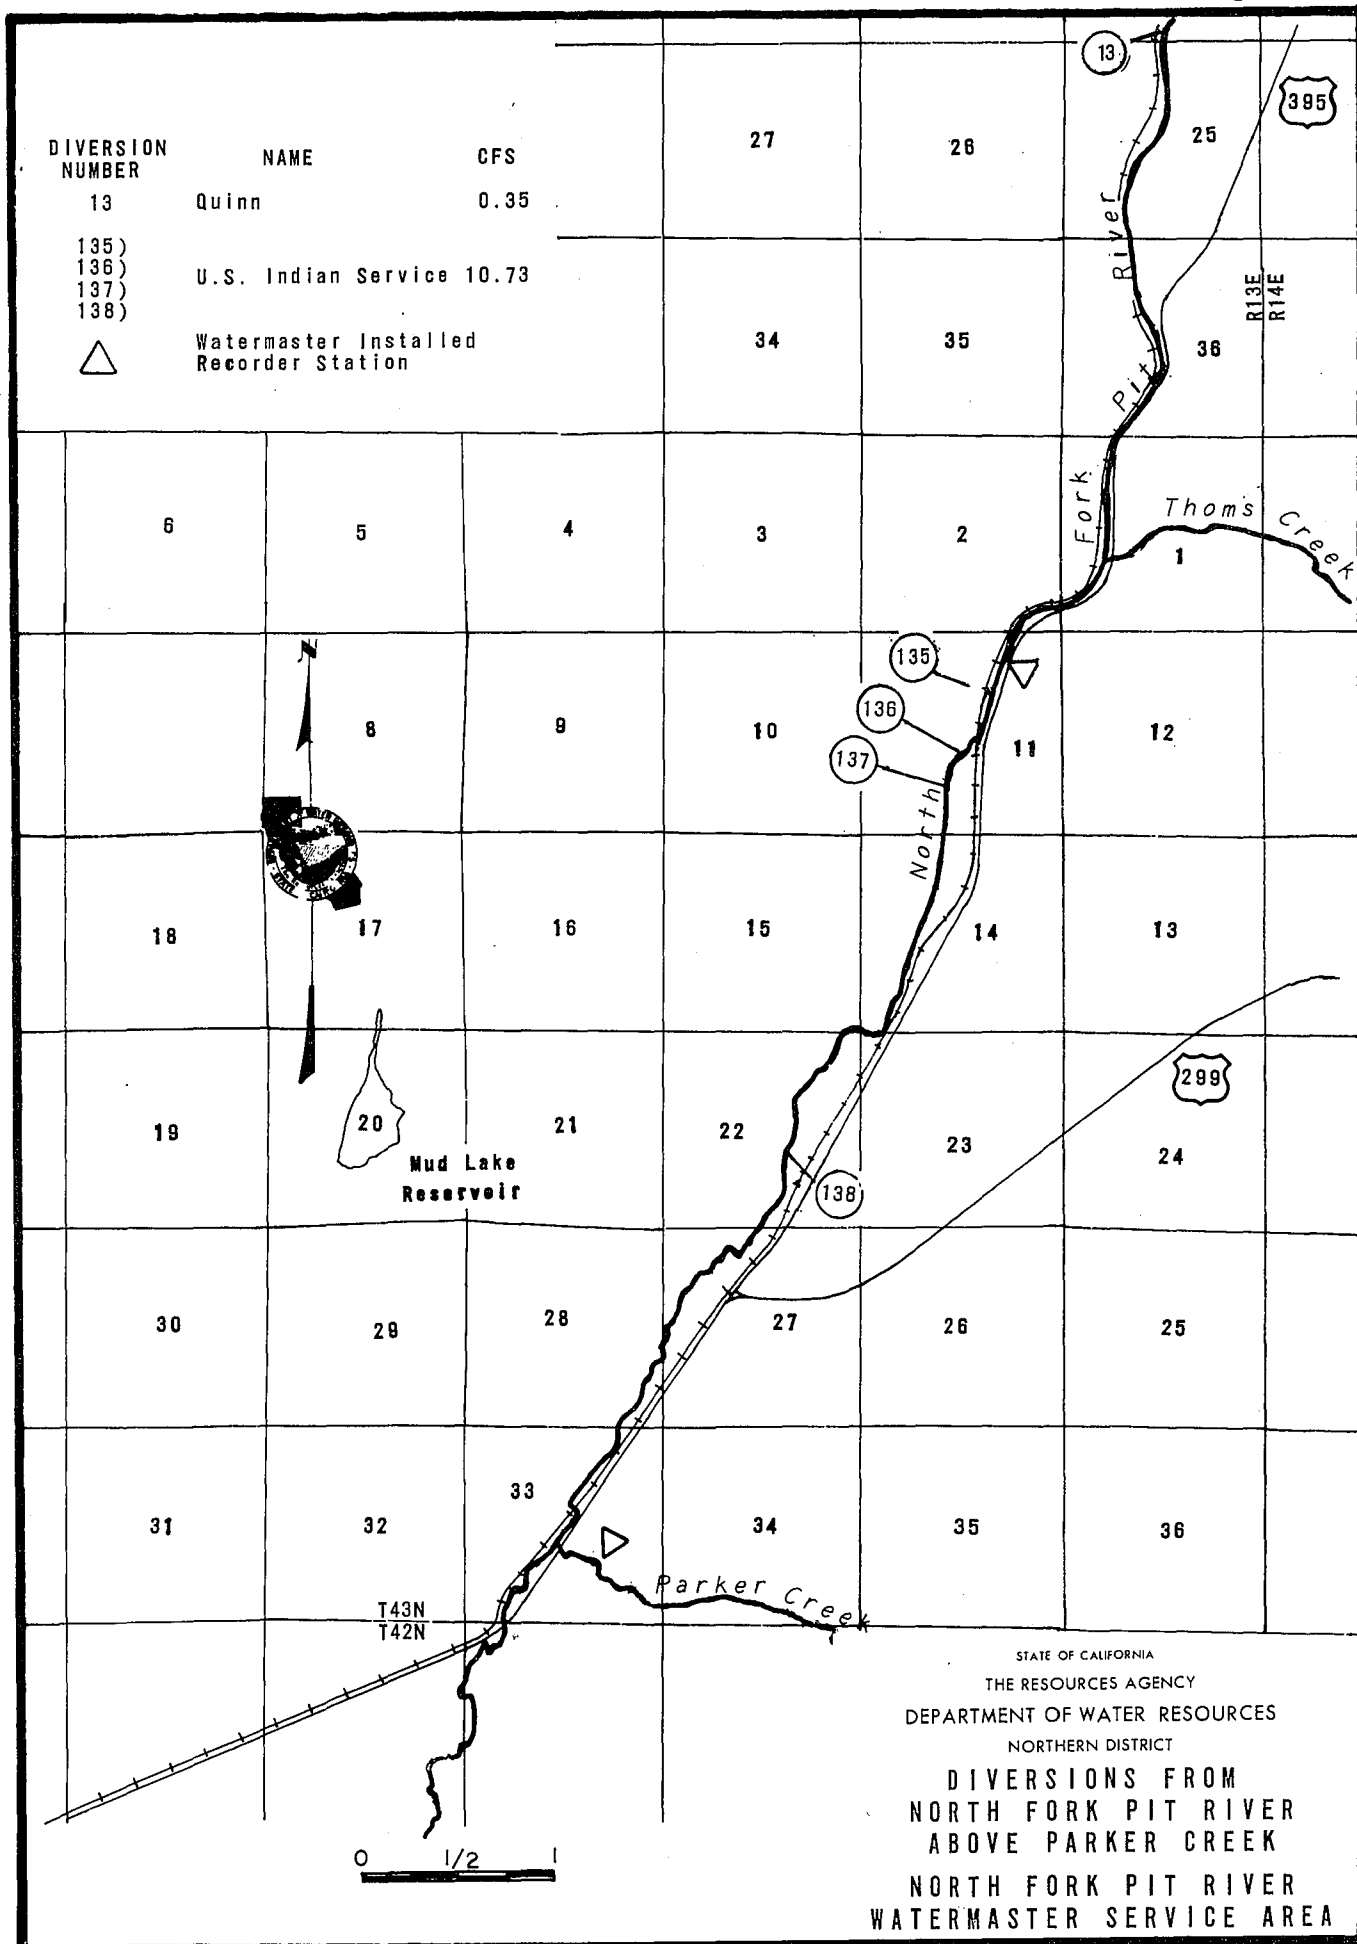 DIVERSION NUMBER NAME CFS
13 Quinn 0.35
135)
136)
137)
138)
U.S. Indian Service 10.73
Watermaster Installed
Recorder Station
13
395
27 26 25
River
R13E
R14E
34 35 36
Pit
Fork
Thoms Creek
6 5 4 3 2 1
N
135
136
137
8 9 10 11 12
North
STATE
18 17 16 15 14 13
299
19 20 21 22 23 24
Mud Lake
Reservoir
138
30 29 28 27 26 25
31 32 33 34 35 36
Parker Creek
T43N
T42N
0 1/2 1
STATE OF CALIFORNIA
THE RESOURCES AGENCY
DEPARTMENT OF WATER RESOURCES
NORTHERN DISTRICT
DIVERSIONS FROM
NORTH FORK PIT RIVER
ABOVE PARKER CREEK
NORTH FORK PIT RIVER
WATERMASTER SERVICE AREA